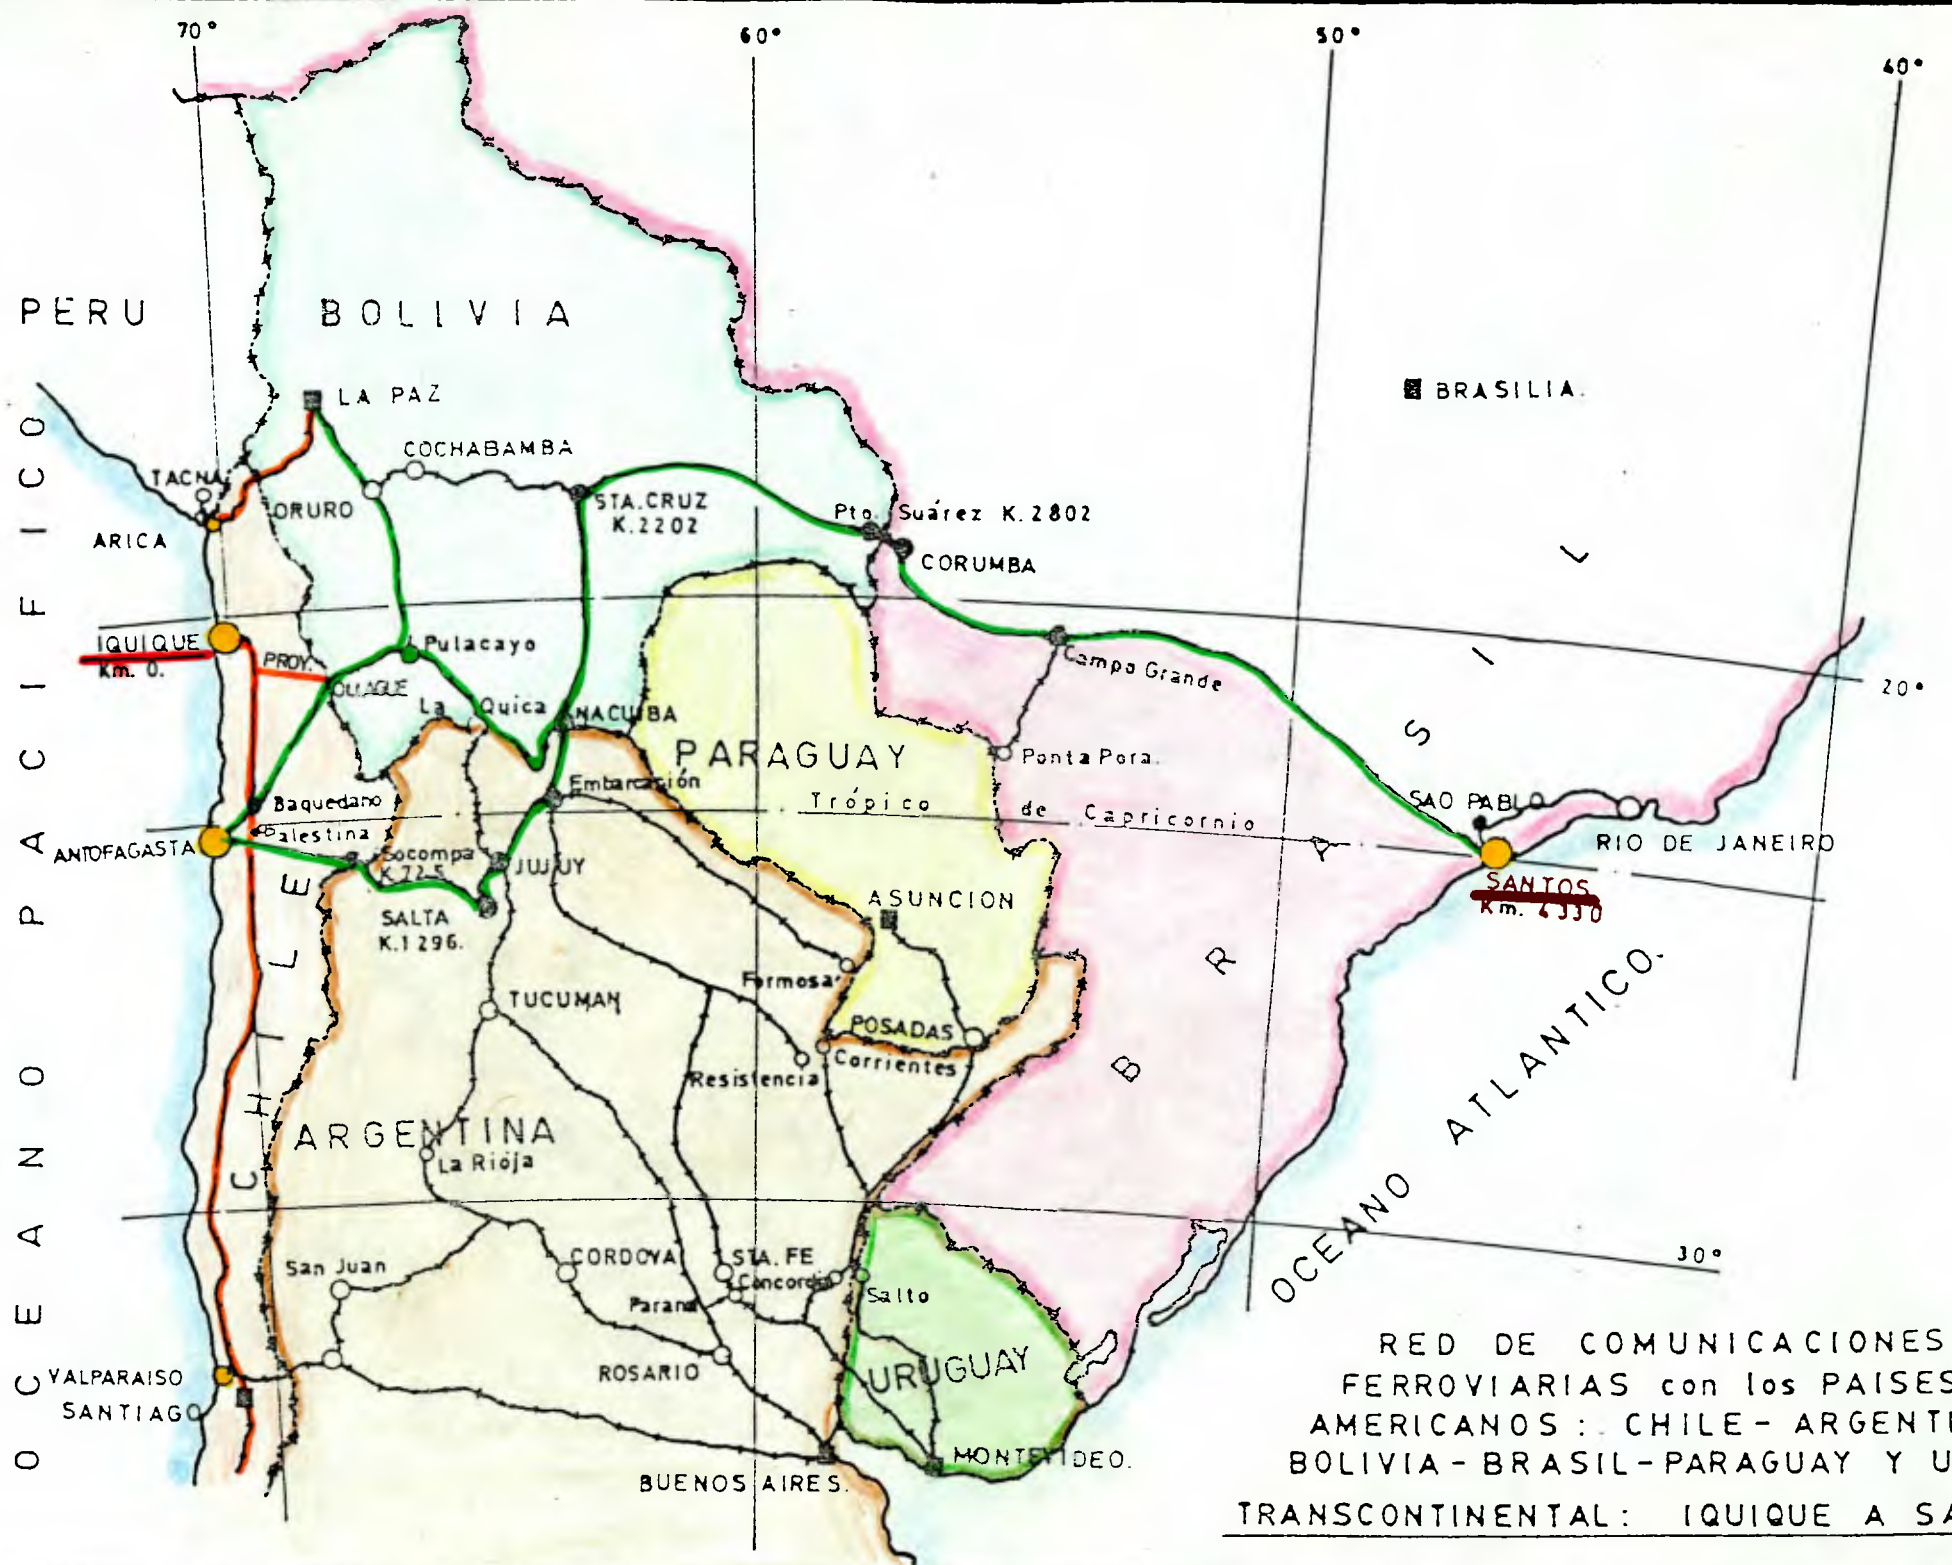 70°
60°
50°
40°
PERU
BOLIVIA
BRASILIA.
LA PAZ
COCHABAMBA
TACNA
ORURO
ARICA
STA.CRUZ
K.2202
Pto. Suárez K.2802
CORUMBA
IQUIQUE
Km. 0.
PROY.
Pulacayo
OLLAGUE
La Quica
Campo Grande
20°
PARAGUAY
Ponta Pora.
Embarcación
Trópico de Capricornio
Baquedano
Palestina
ANTOFAGASTA
Socompa
K.725
JUJUY
SALTA
K.1296.
SAO PABLO
RIO DE JANEIRO
SANTOS
Km.
ASUNCION
Formosa
TUCUMAN
POSADAS
Corrientes
Resistencia
CHILE
BRASIL
ARGENTINA
La Rioja
OCEANO PACIFICO
OCEANO ATLANTICO.
30°
San Juan
CORDOVA
STA. FE
Concordia
Parana
Salto
VALPARAISO
SANTIAGO
ROSARIO
URUGUAY
MONTEVIDEO.
BUENOS AIRES.
RED DE COMUNICACIONES
FERROVIARIAS con los PAISES
AMERICANOS: CHILE- ARGENTI
BOLIVIA-BRASIL-PARAGUAY Y U
TRANSCONTINENTAL: IQUIQUE A SA